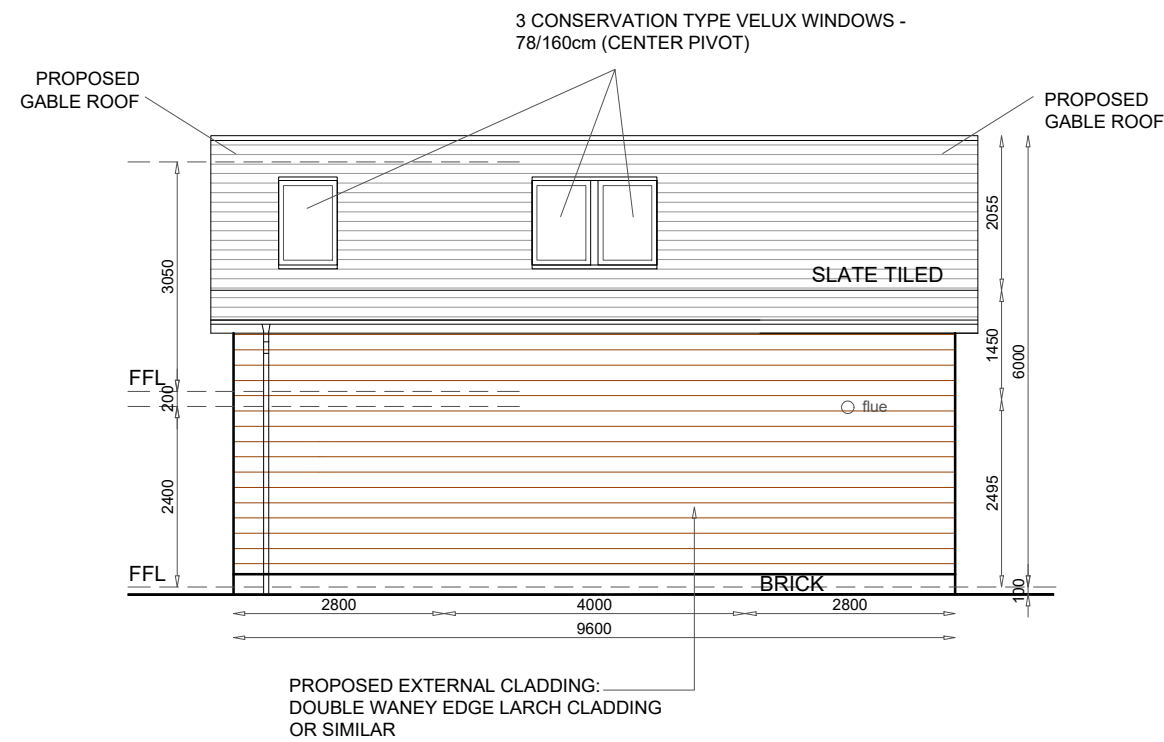 3 CONSERVATION TYPE VELUX WINDOWS -
78/160cm (CENTER PIVOT)
PROPOSED
GABLE ROOF
PROPOSED
GABLE ROOF
2055
3050
SLATE TILED
1450
6000
FFL
200
flue
2400
2495
FFL
BRICK
100
2800
4000
2800
9600
PROPOSED EXTERNAL CLADDING:
DOUBLE WANEY EDGE LARCH CLADDING
OR SIMILAR